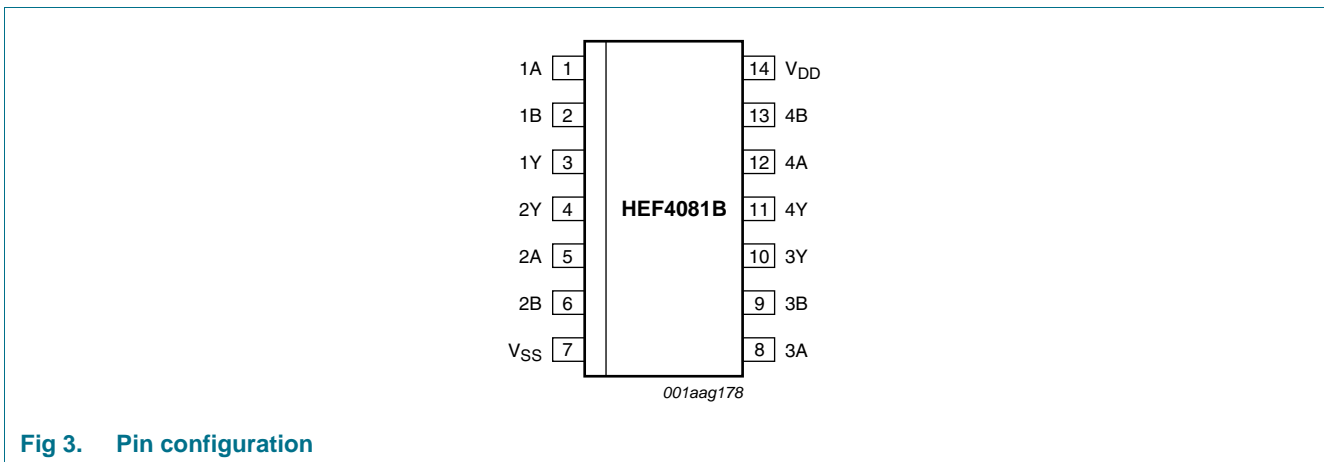 1A 1 14 VDD
1B 2 13 4B
1Y 3 12 4A
2Y 4 HEF4081B 11 4Y
2A 5 10 3Y
2B 6 9 3B
VSS 7 8 3A
001aag178
Fig 3. Pin configuration